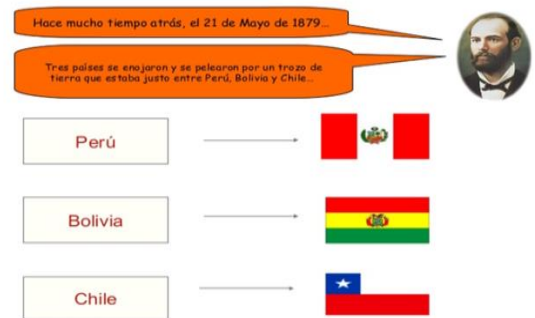 Hace mucho tiempo atrás, el 21 de Mayo de 1879...
Tres países se enojaron y se pelearon por un trozo de
tierra que estaba justo entre Perú, Bolivia y Chile...
Perú
Bolivia
Chile